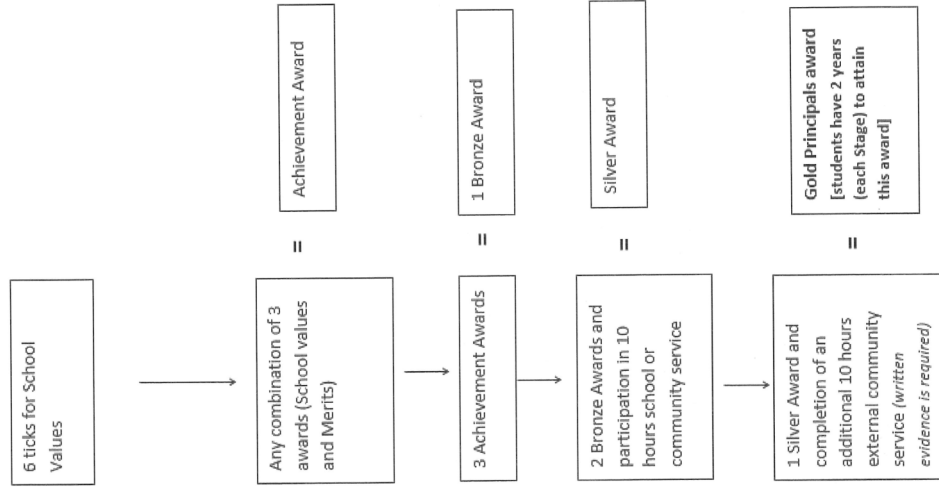 6 ticks for School
Values
Any combination of 3
awards (School values
and Merits)
=
Achievement Award
3 Achievement Awards
=
1 Bronze Award
2 Bronze Awards and
participation in 10
hours school or
community service
=
Silver Award
1 Silver Award and
completion of an
additional 10 hours
external community
service (written
evidence is required)
=
Gold Principals award
[students have 2 years
(each Stage) to attain
this award]